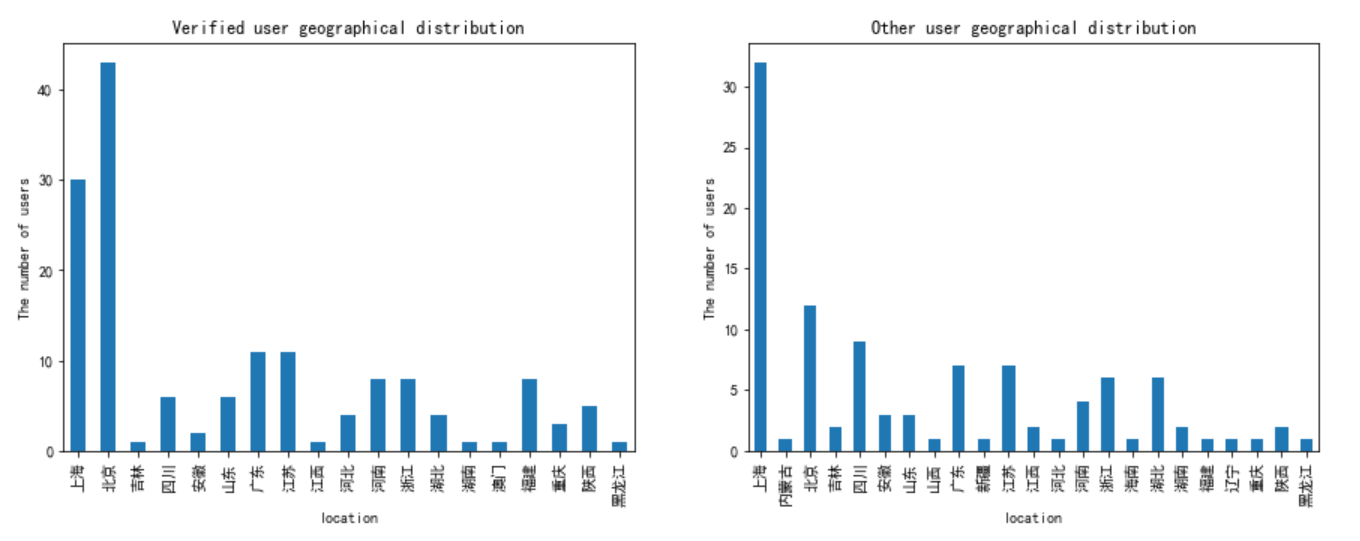 Verified user geographical distribution
The number of users
40
30
20
10
0
上海
北京
吉林
四川
安徽
山东
广东
江苏
江西
河北
河南
浙江
湖北
湖南
澳门
福建
重庆
陕西
黑龙江
location
Other user geographical distribution
The number of users
30
25
20
15
10
5
0
上海
内蒙古
北京
吉林
四川
安徽
山东
山西
广东
新疆
江苏
江西
河北
河南
浙江
海南
湖北
湖南
福建
辽宁
重庆
陕西
黑龙江
location